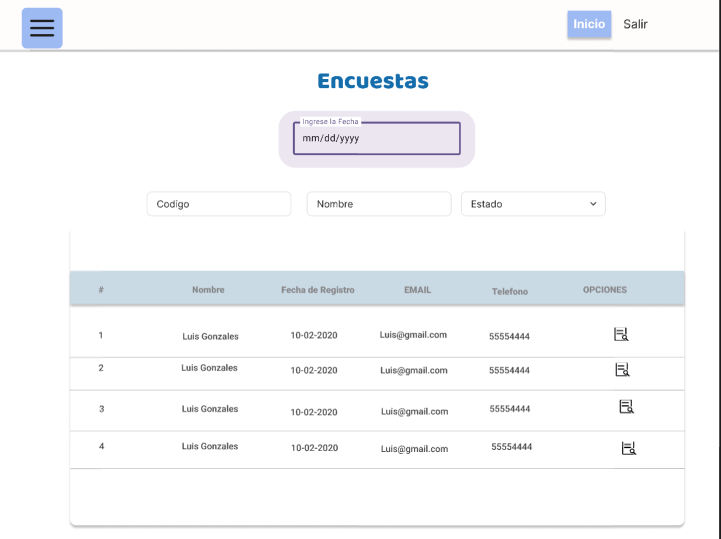 Inicio Salir
Encuestas
Ingrese la Fecha
mm/dd/yyyy
Codigo Nombre Estado
# Nombre Fecha de Registro EMAIL Telefono OPCIONES
1 Luis Gonzales 10-02-2020 Luis@gmail.com 55554444
2 Luis Gonzales 10-02-2020 Luis@gmail.com 55554444
3 Luis Gonzales 10-02-2020 Luis@gmail.com 55554444
4 Luis Gonzales 10-02-2020 Luis@gmail.com 55554444